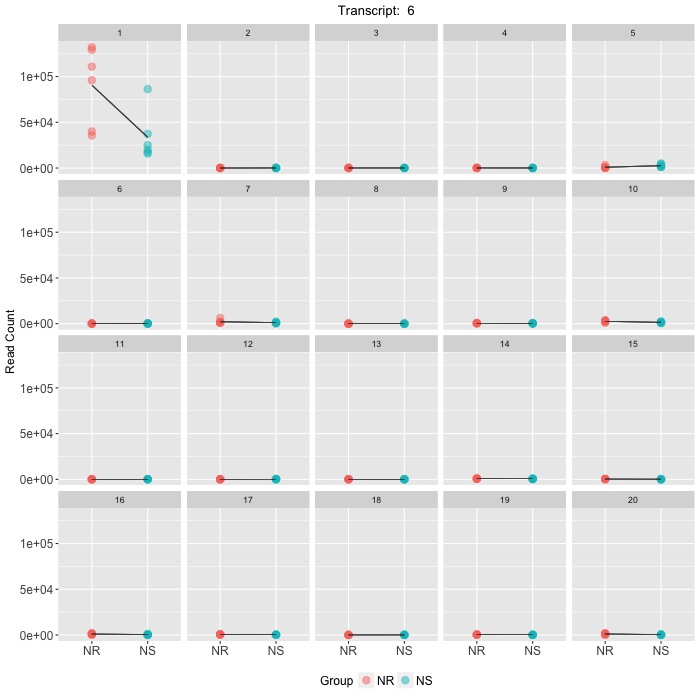 Transcript: 6
1 2 3 4 5
1e+05
5e+04
0e+00
6 7 8 9 10
1e+05
5e+04
0e+00
Read Count
11 12 13 14 15
1e+05
5e+04
0e+00
16 17 18 19 20
1e+05
5e+04
0e+00
NR NS NR NS NR NS NR NS NR NS
Group NR NS